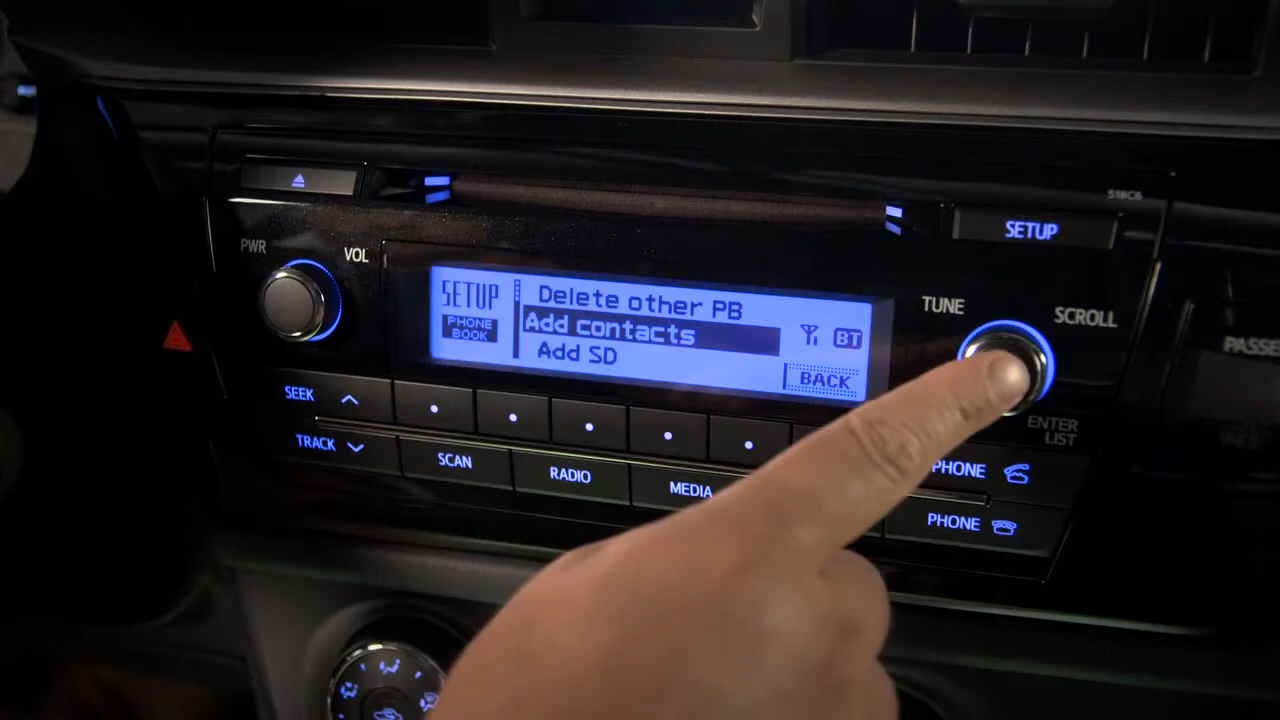 518C6
SETUP
PWR
VOL
TUNE
SCROLL
SETUP
PHONE
BOOK
Delete other PB
Add contacts
Add SD
BT
BACK
ENTER
LIST
SEEK
TRACK
SCAN
RADIO
MEDIA
PHONE
PHONE